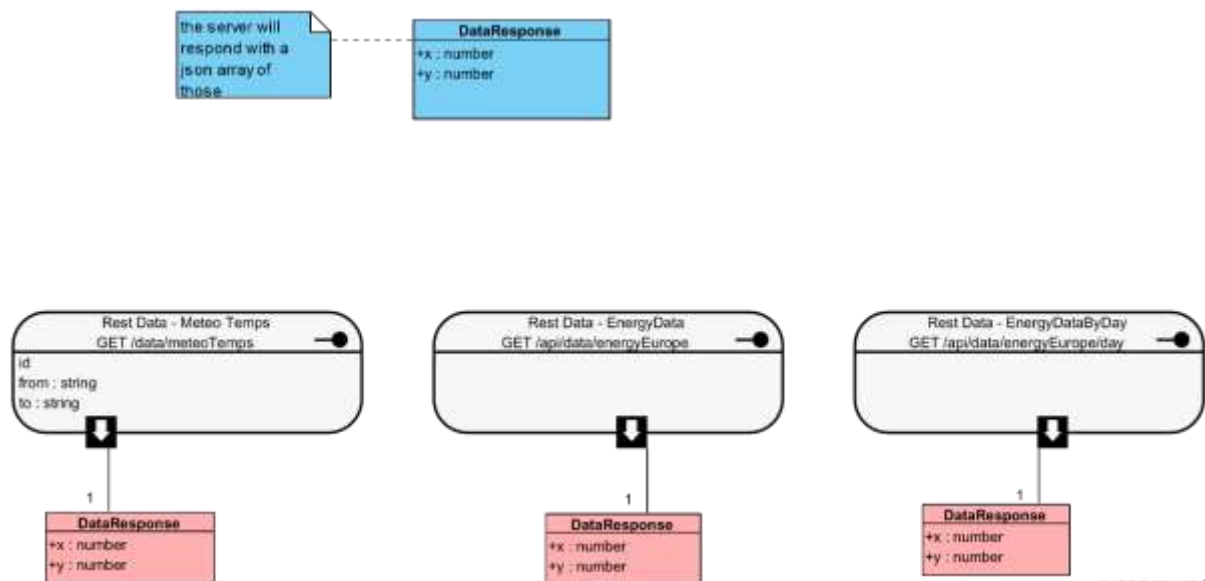 the server will
respond with a
json array of
those
DataResponse
+x : number
+y : number
Rest Data - Meteo Temps
GET /data/meteoTemps
id
from : string
to : string
1
DataResponse
+x : number
+y : number
Rest Data - EnergyData
GET /api/data/energyEurope
1
DataResponse
+x : number
+y : number
Rest Data - EnergyDataByDay
GET /api/data/energyEurope/day
1
DataResponse
+x : number
+y : number